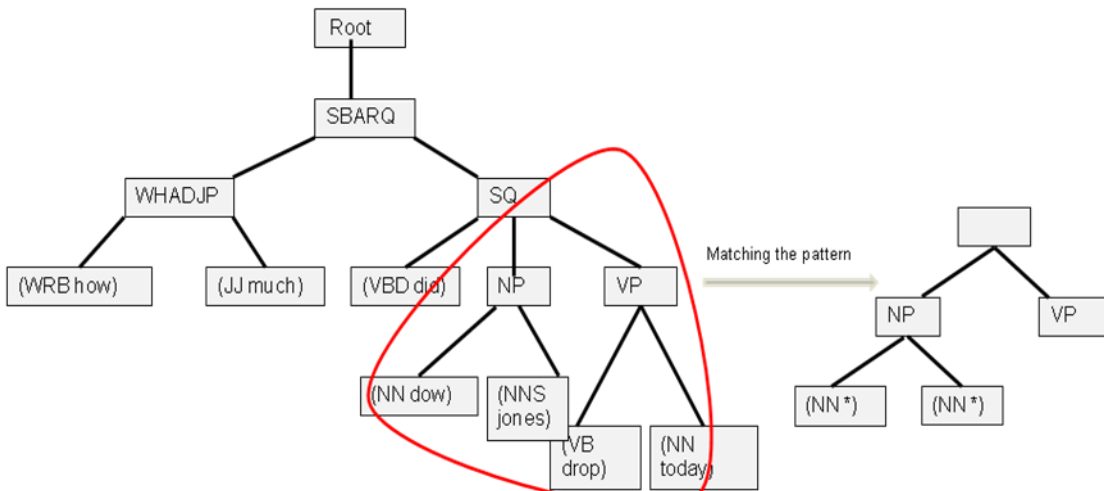 Root
SBARQ
WHADJP
SQ
(WRB how)
(JJ much)
(VBD did)
NP
VP
Matching the pattern
NP
VP
(NN dow)
(NNS
jones)
(NN *)
(NN *)
(VB
drop)
(NN
today)